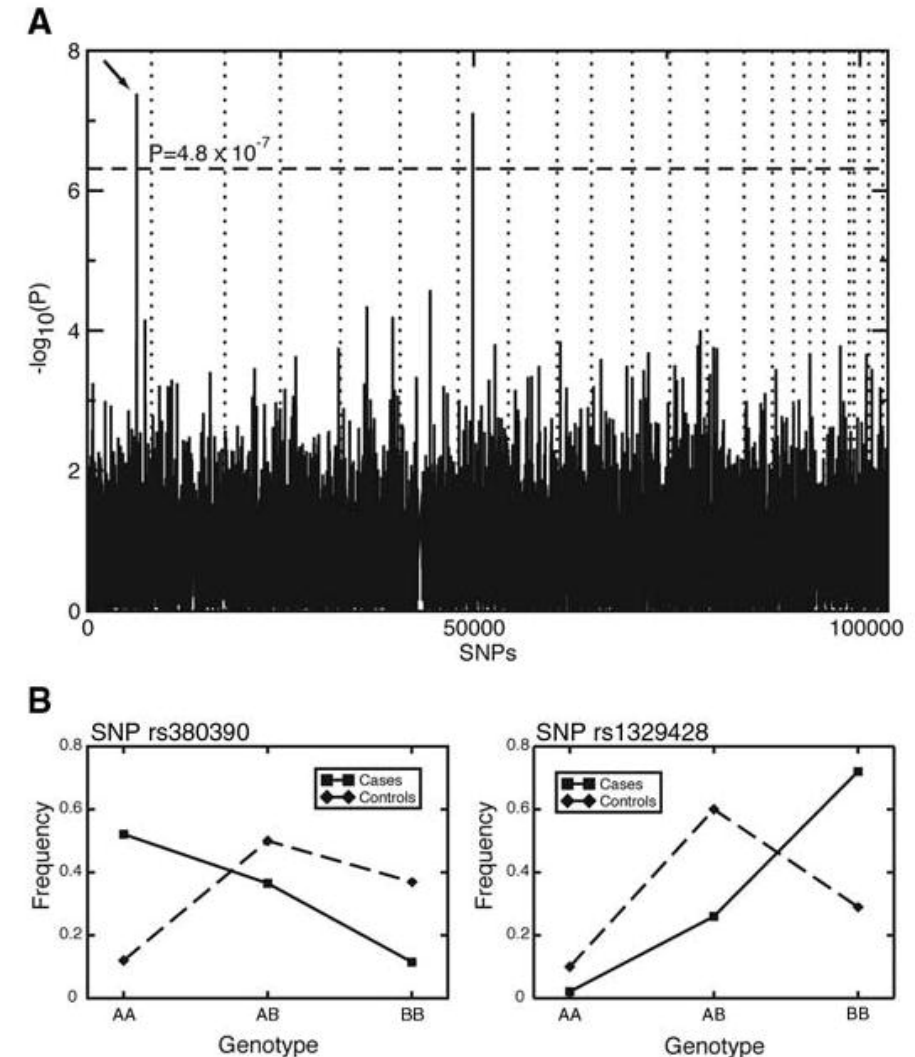 A
8
P=4.8 x 10-7
6
-log10(P)
4
2
0
0 50000 100000
SNPs
B
SNP rs380390
0.8
Cases
Controls
0.6
Frequency
0.4
0.2
0
AA AB BB
Genotype
SNP rs1329428
0.8
Cases
Controls
0.6
Frequency
0.4
0.2
0
AA AB BB
Genotype